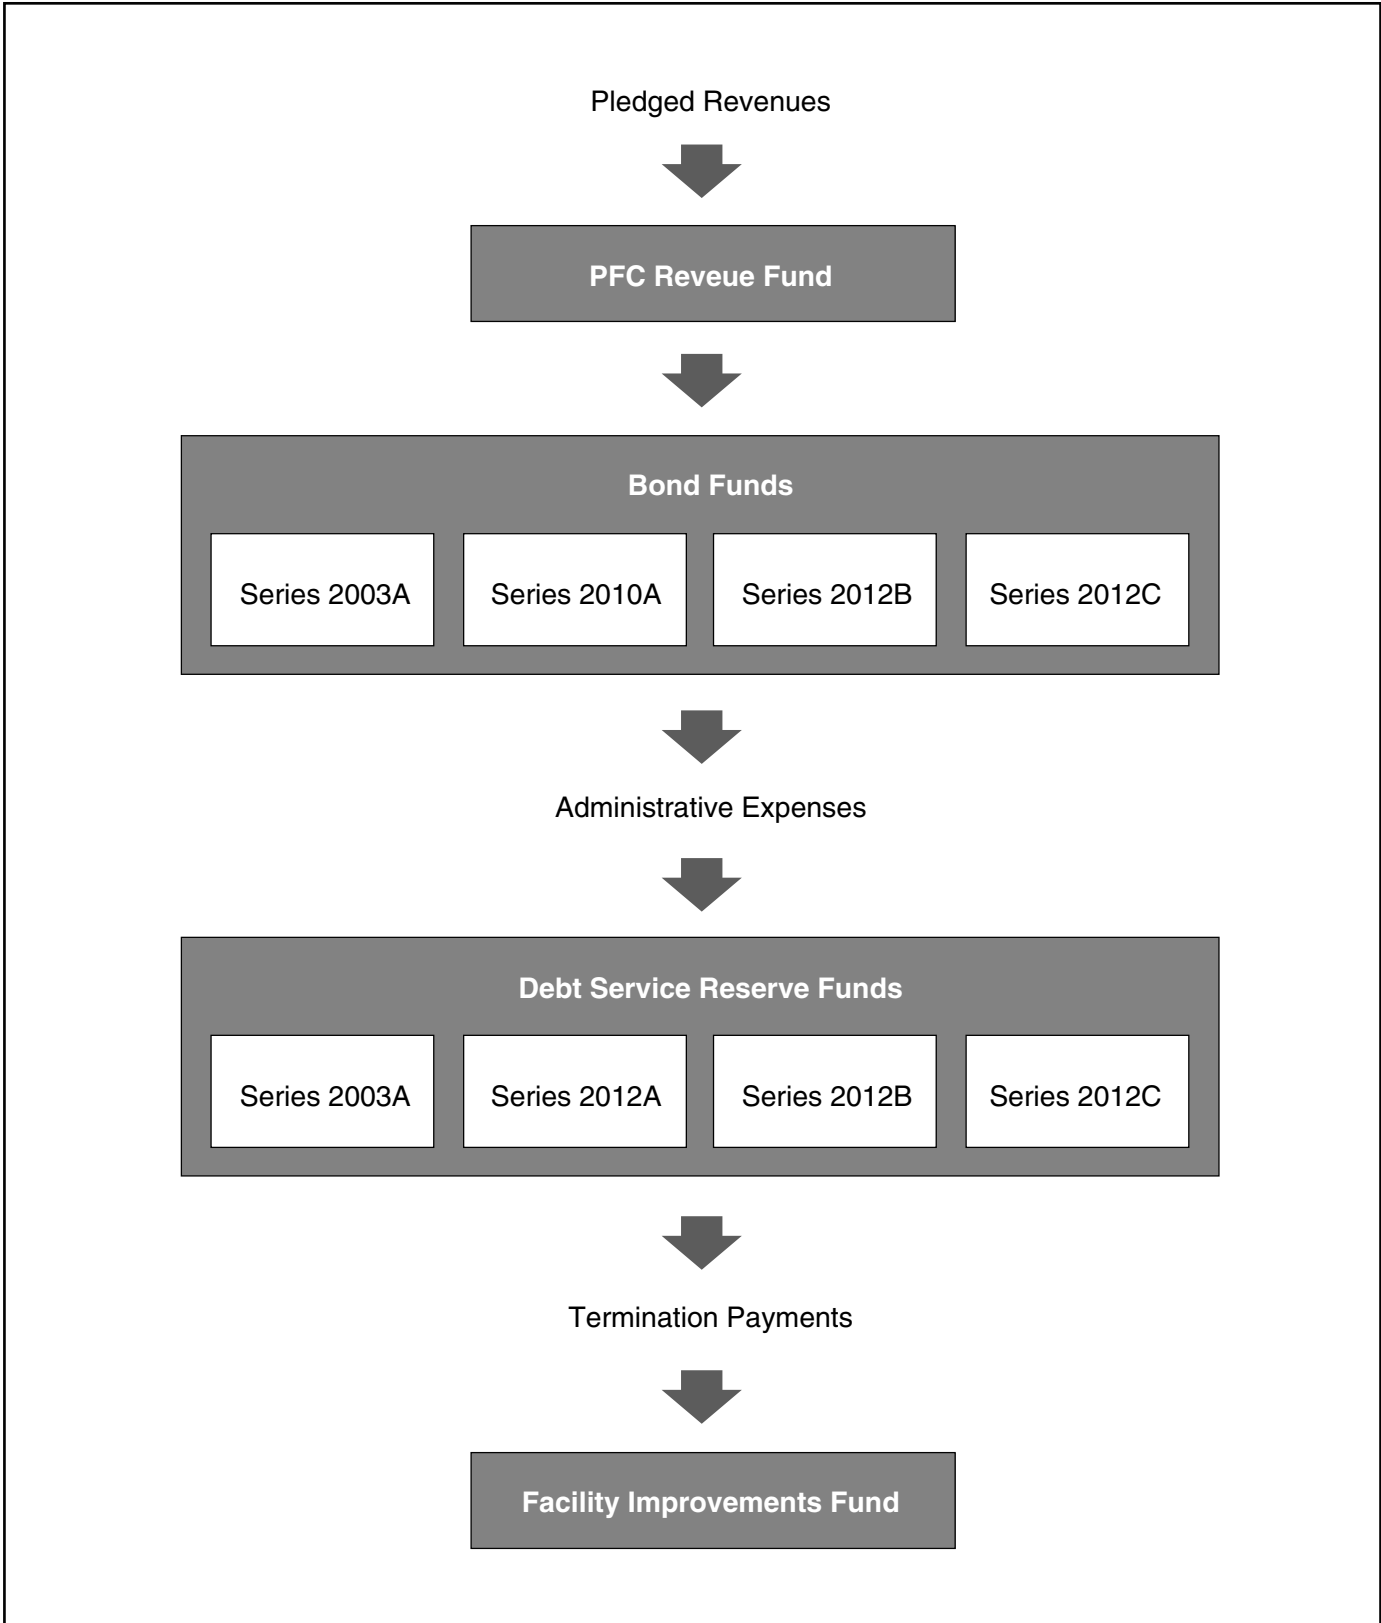 Pledged Revenues
PFC Reveue Fund
Bond Funds
Series 2003A
Series 2010A
Series 2012B
Series 2012C
Administrative Expenses
Debt Service Reserve Funds
Series 2003A
Series 2012A
Series 2012B
Series 2012C
Termination Payments
Facility Improvements Fund